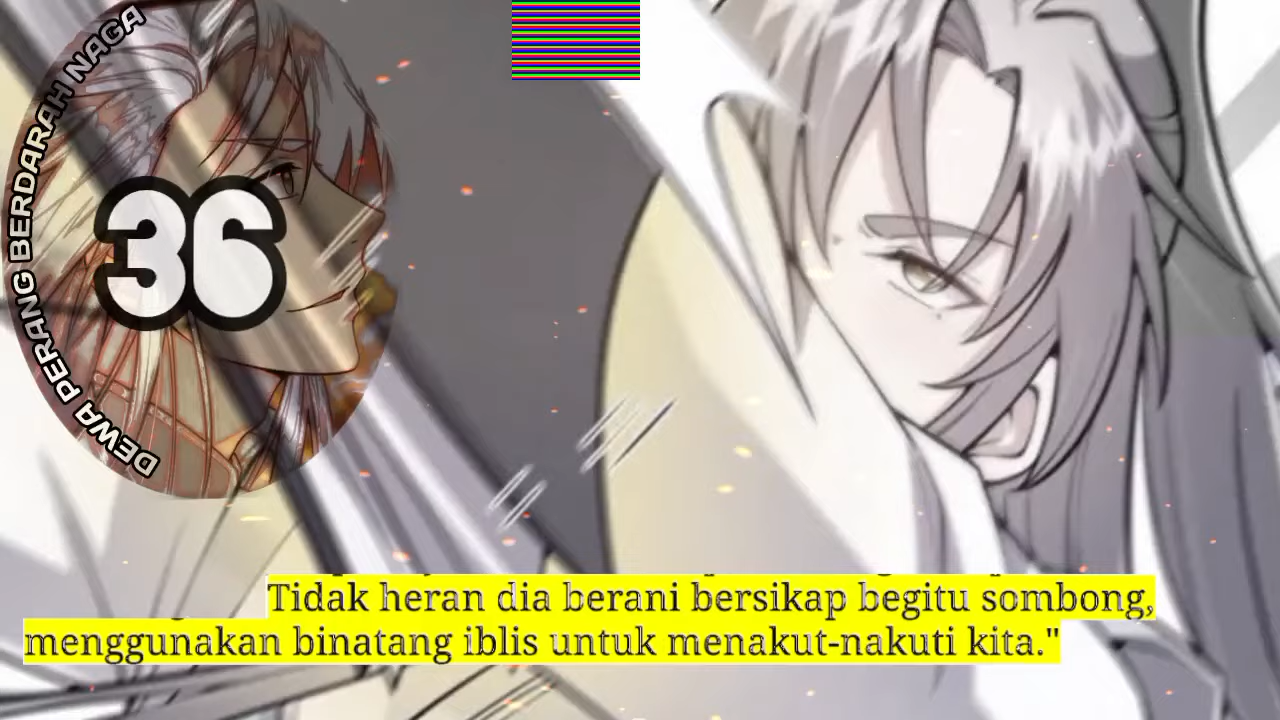 DEWA PERANG BERDARAH NAGA
36
Tidak heran dia berani bersikap begitu sombong,
menggunakan binatang iblis untuk menakut-nakuti kita."